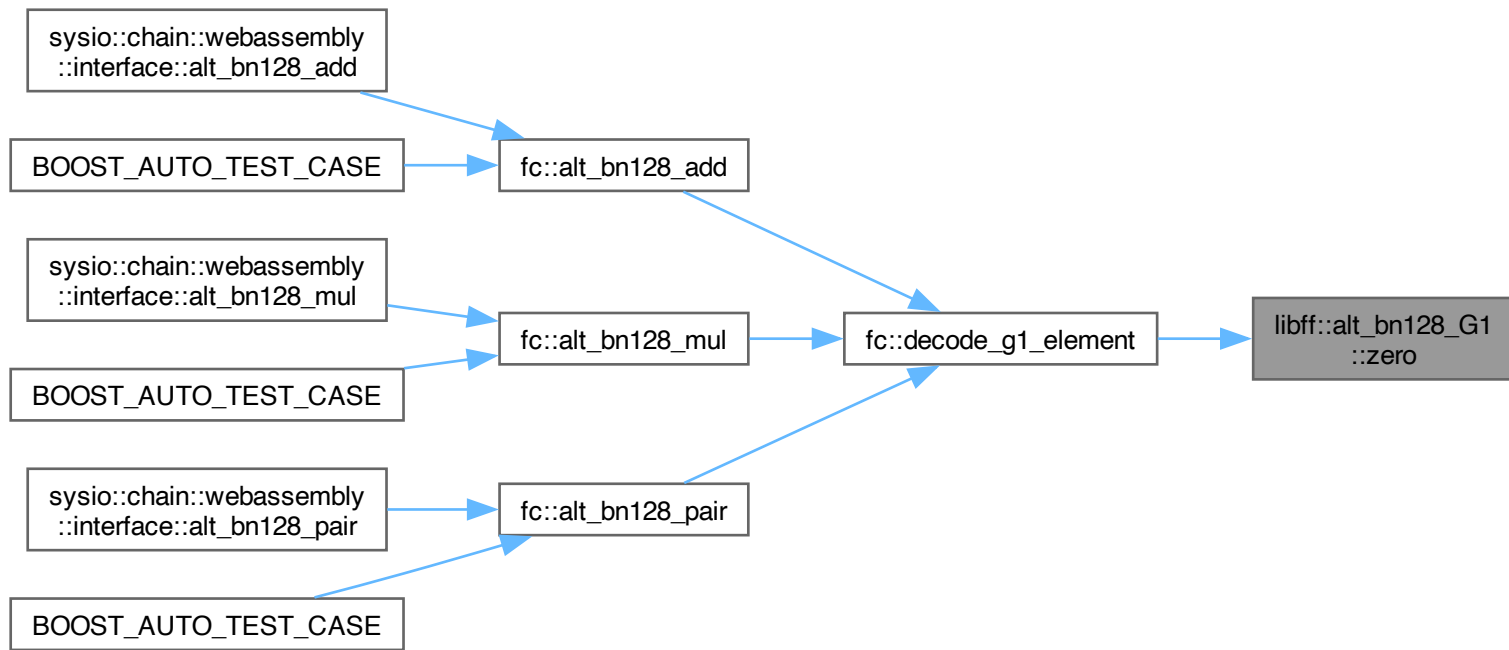 sysio::chain::webassembly
::interface::alt_bn128_add
BOOST_AUTO_TEST_CASE
fc::alt_bn128_add
sysio::chain::webassembly
::interface::alt_bn128_mul
BOOST_AUTO_TEST_CASE
fc::alt_bn128_mul
fc::decode_g1_element
libff::alt_bn128_G1
::zero
sysio::chain::webassembly
::interface::alt_bn128_pair
BOOST_AUTO_TEST_CASE
fc::alt_bn128_pair